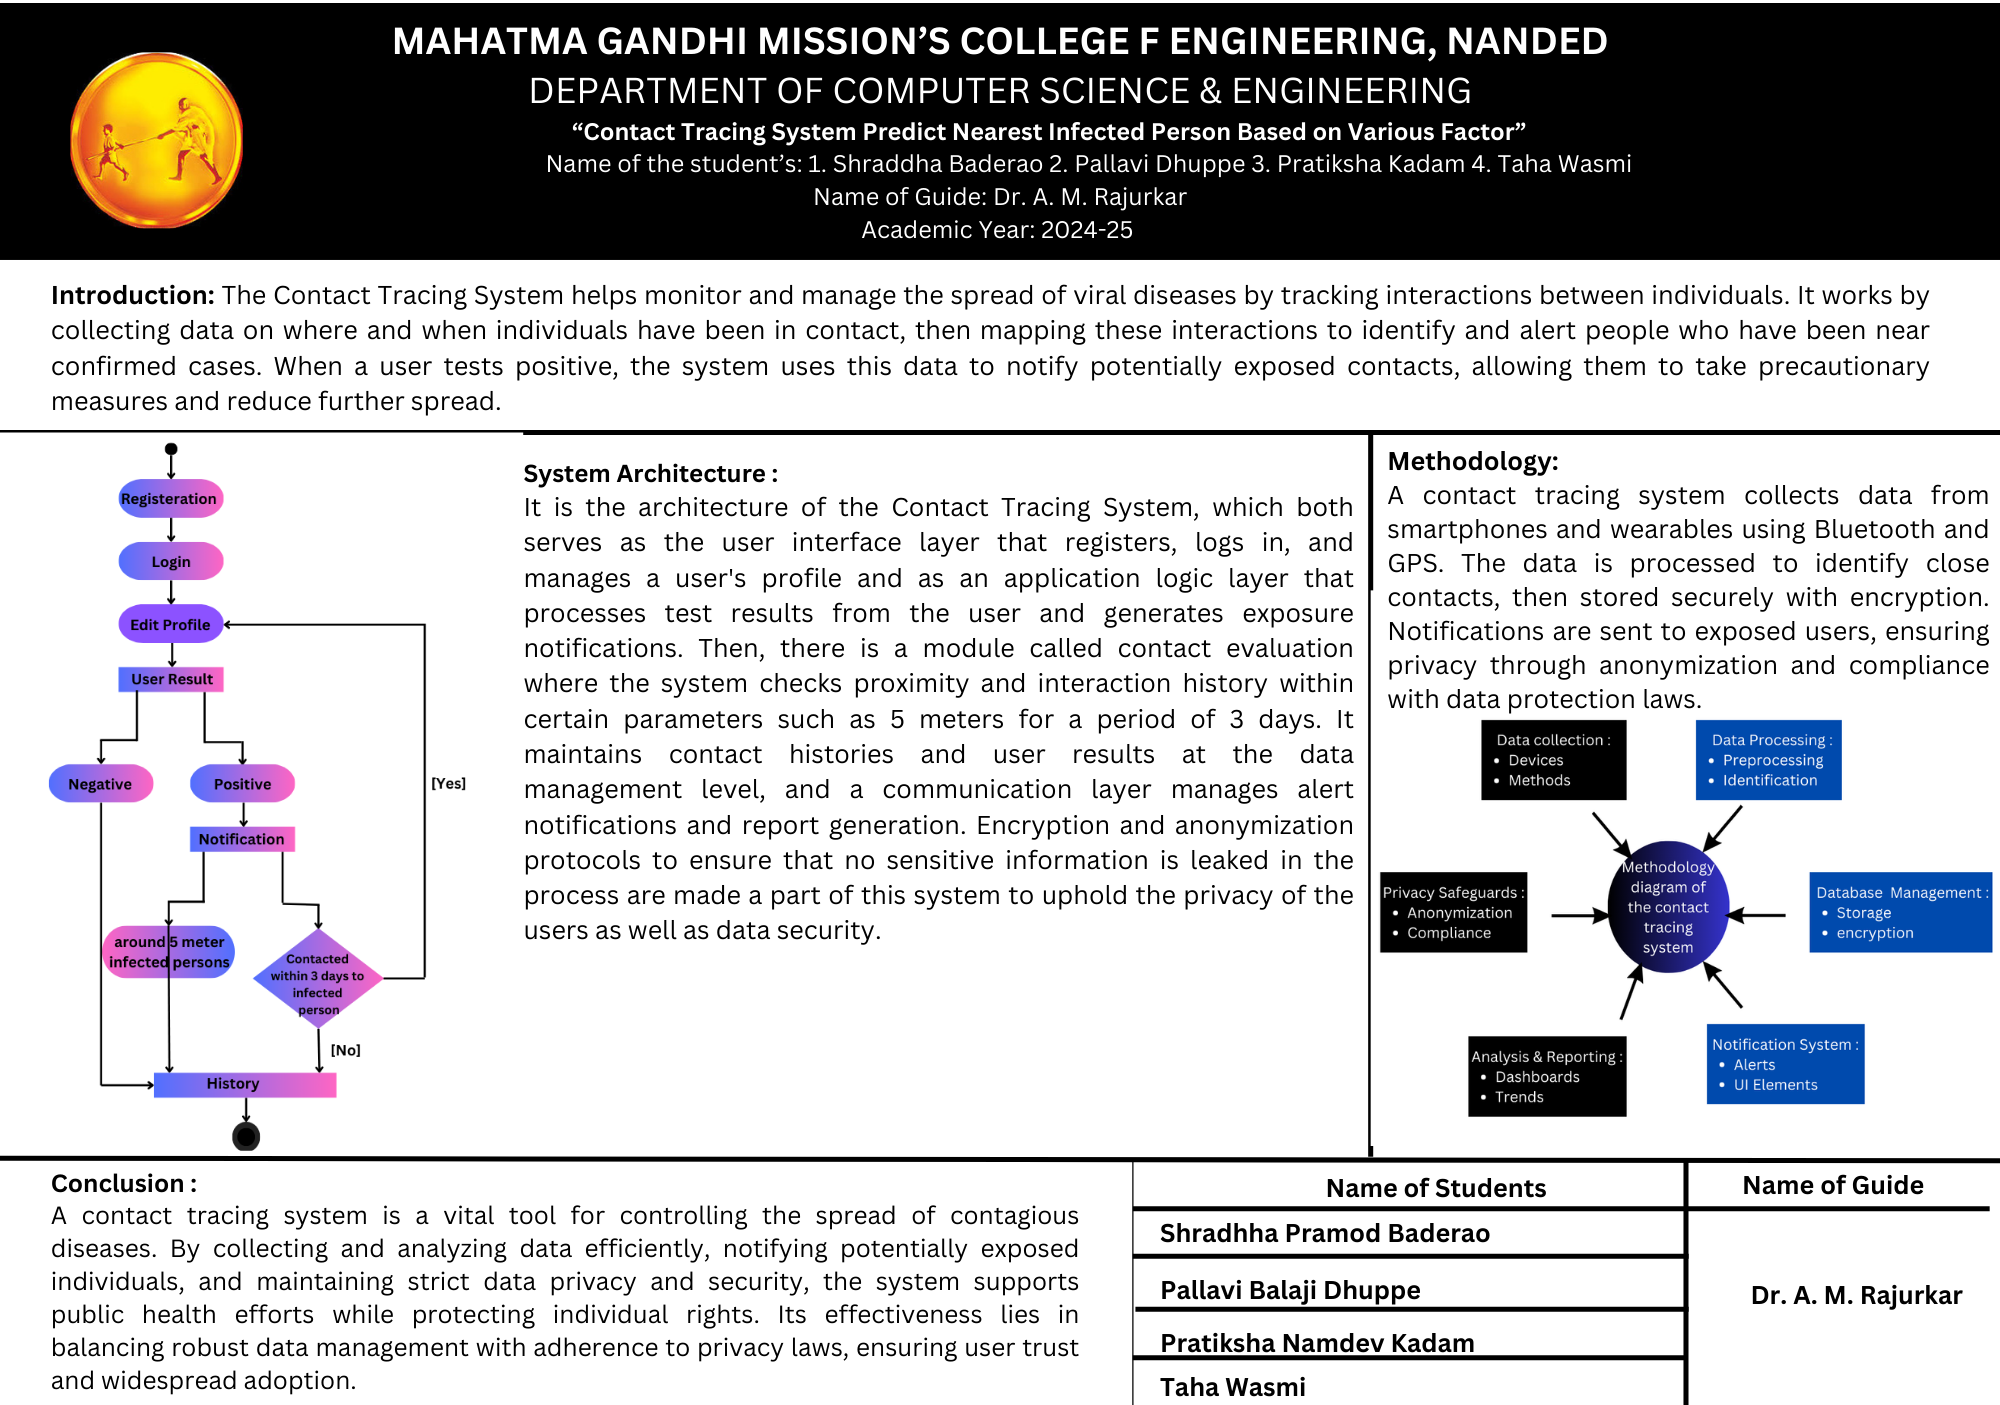 MAHATMA GANDHI MISSION’S COLLEGE F ENGINEERING, NANDED
DEPARTMENT OF COMPUTER SCIENCE & ENGINEERING
“Contact Tracing System Predict Nearest Infected Person Based on Various Factor”
Name of the student’s: 1. Shraddha Baderao 2. Pallavi Dhuppe 3. Pratiksha Kadam 4. Taha Wasmi
Name of Guide: Dr. A. M. Rajurkar
Academic Year: 2024-25
Introduction: The Contact Tracing System helps monitor and manage the spread of viral diseases by tracking interactions between individuals. It works by
collecting data on where and when individuals have been in contact, then mapping these interactions to identify and alert people who have been near
confirmed cases. When a user tests positive, the system uses this data to notify potentially exposed contacts, allowing them to take precautionary
measures and reduce further spread.
Registeration
Login
Edit Profile
User Result
Negative
Positive
[Yes]
Notification
around 5 meter
infected persons
Contacted
within 3 days to
infected
person
[No]
History
System Architecture :
It is the architecture of the Contact Tracing System, which both
serves as the user interface layer that registers, logs in, and
manages a user's profile and as an application logic layer that
processes test results from the user and generates exposure
notifications. Then, there is a module called contact evaluation
where the system checks proximity and interaction history within
certain parameters such as 5 meters for a period of 3 days. It
maintains contact histories and user results at the data
management level, and a communication layer manages alert
notifications and report generation. Encryption and anonymization
protocols to ensure that no sensitive information is leaked in the
process are made a part of this system to uphold the privacy of the
users as well as data security.
Methodology:
A contact tracing system collects data from
smartphones and wearables using Bluetooth and
GPS. The data is processed to identify close
contacts, then stored securely with encryption.
Notifications are sent to exposed users, ensuring
privacy through anonymization and compliance
with data protection laws.
Data collection :
• Devices
• Methods
Data Processing :
• Preprocessing
• Identification
Methodology
diagram of
the contact
tracing
system
Privacy Safeguards :
• Anonymization
• Compliance
Database Management :
• Storage
• encryption
Analysis & Reporting :
• Dashboards
• Trends
Notification System :
• Alerts
• UI Elements
Conclusion :
A contact tracing system is a vital tool for controlling the spread of contagious
diseases. By collecting and analyzing data efficiently, notifying potentially exposed
individuals, and maintaining strict data privacy and security, the system supports
public health efforts while protecting individual rights. Its effectiveness lies in
balancing robust data management with adherence to privacy laws, ensuring user trust
and widespread adoption.
Name of Students
Name of Guide
Shradhha Pramod Baderao
Pallavi Balaji Dhuppe
Pratiksha Namdev Kadam
Taha Wasmi
Dr. A. M. Rajurkar